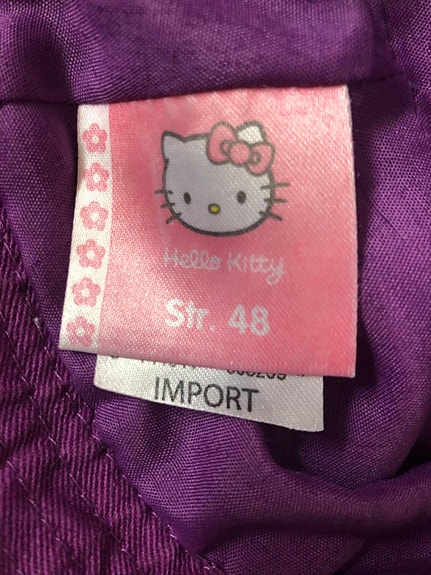 Hello Kitty
Str. 48
IMPORT